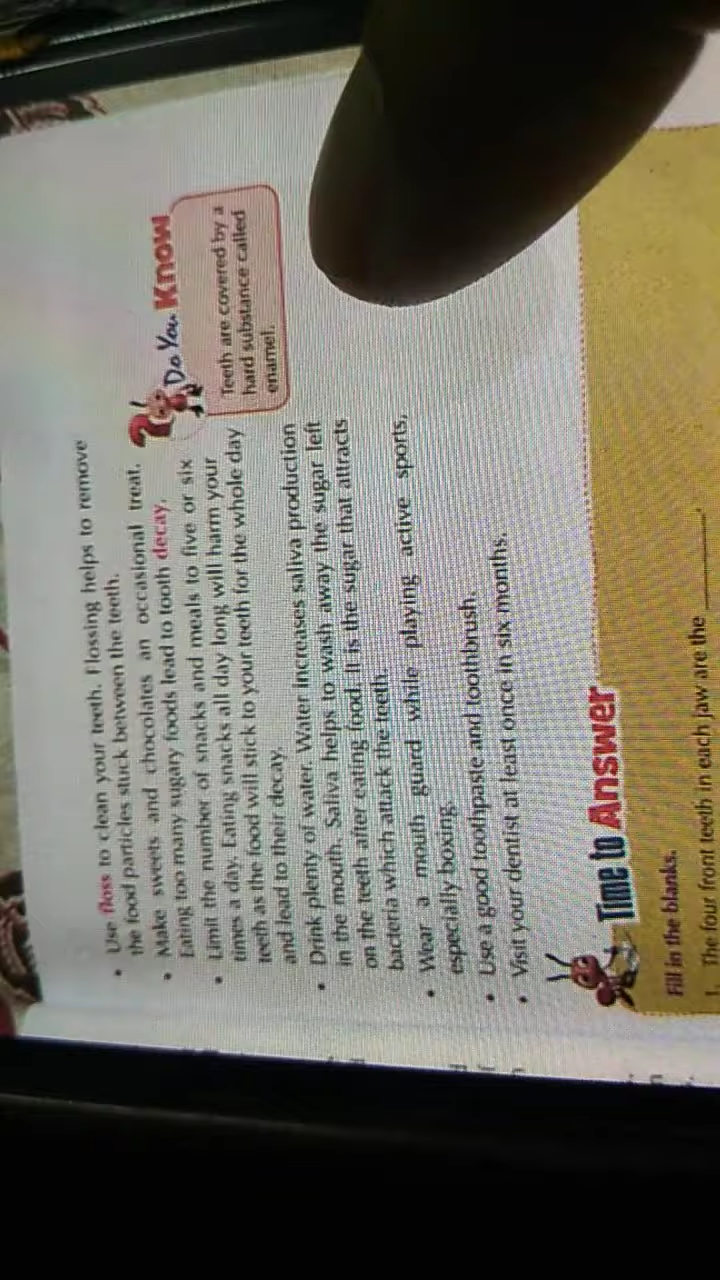 • Use floss to clean your teeth. Flossing helps to remove
the food particles stuck between the teeth.
• Make sweets and chocolates an occasional treat.
Eating too many sugary foods lead to tooth decay.
• Limit the number of snacks and meals to five or six
times a day. Eating snacks all day long will harm your
teeth as the food will stick to your teeth for the whole day
and lead to their decay.
• Drink plenty of water. Water increases saliva production
in the mouth. Saliva helps to wash away the sugar left
on the teeth after eating food. It is the sugar that attracts
bacteria which attack the teeth.
• Wear a mouth guard while playing active sports,
especially boxing.
• Use a good toothpaste and toothbrush.
• Visit your dentist at least once in six months.
Do You Know
Teeth are covered by a
hard substance called
enamel.
Time to Answer
Fill in the blanks.
1. The four front teeth in each jaw are the ______.